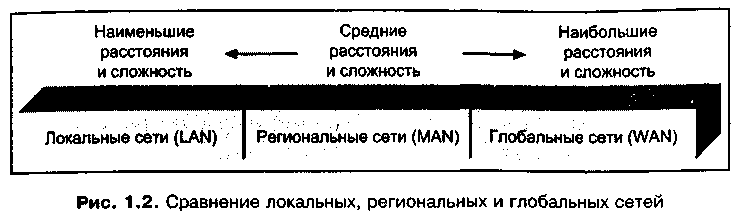 Наименьшие расстояния и сложность
Средние расстояния и сложность
Наибольшие расстояния и сложность
Локальные сети (LAN)
Региональные сети (MAN)
Глобальные сети (WAN)
Рис. 1.2. Сравнение локальных, региональных и глобальных сетей